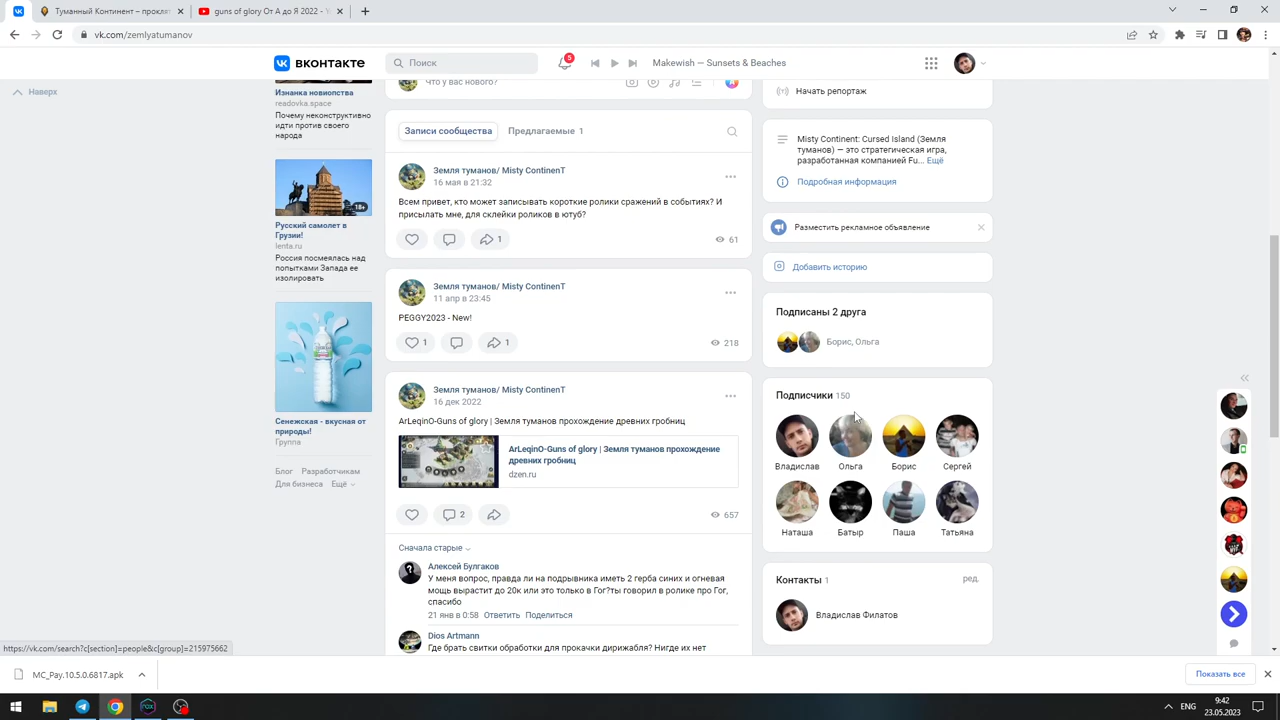 Туманный Континент – проклят
guns of glory От А до Я 2022 - Y
vk.com/zemlyatumanov
вконтакте
Поиск
5
Makewish — Sunsets & Beaches
Наверх
Изнанка новиопства
readovka.space
Почему неконструктивно
идти против своего
народа
18+
Русский самолет в
Грузии!
lenta.ru
Россия посмеялась над
попытками Запада ее
изолировать
Сенежская - вкусная от
природы!
Группа
Блог Разработчикам
Для бизнеса Ещё
Что у вас нового?
Записи сообщества Предлагаемые 1
Земля туманов/ Misty ContinenT
16 мая в 21:32
Всем привет, кто может записывать короткие ролики сражений в событиях? И
присылать мне, для склейки роликов в ютуб?
1
61
Земля туманов/ Misty ContinenT
11 апр в 23:45
PEGGY2023 - New!
1 1
218
Земля туманов/ Misty ContinenT
16 дек 2022
ArLeqinO-Guns of glory | Земля туманов прохождение древних гробниц
ArLeqinO-Guns of glory | Земля туманов прохождение
древних гробниц
dzen.ru
2
657
Сначала старые
Алексей Булгаков
У меня вопрос, правда ли на подрывника иметь 2 герба синих и огневая
мощь вырастит до 20к или это только в Гог?ты говорил в ролике про Гог,
спасибо
21 янв в 0:58 Ответить Поделиться
Dios Artmann
Где брать свитки обработки для прокачки дирижабля? Нигде их нет
Начать репортаж
Misty Continent: Cursed Island (Земля
туманов) — это стратегическая игра,
разработанная компанией Fu... Ещё
Подробная информация
Разместить рекламное объявление
Добавить историю
Подписаны 2 друга
Борис, Ольга
Подписчики 150
Владислав Ольга Борис Сергей
Наташа Батыр Паша Татьяна
Контакты 1
ред.
Владислав Филатов
https://vk.com/search?c[section]=people&c[group]=215975662
MC_Pay.10.5.0.6817.apk
Показать все
ENG
9:42
23.05.2023